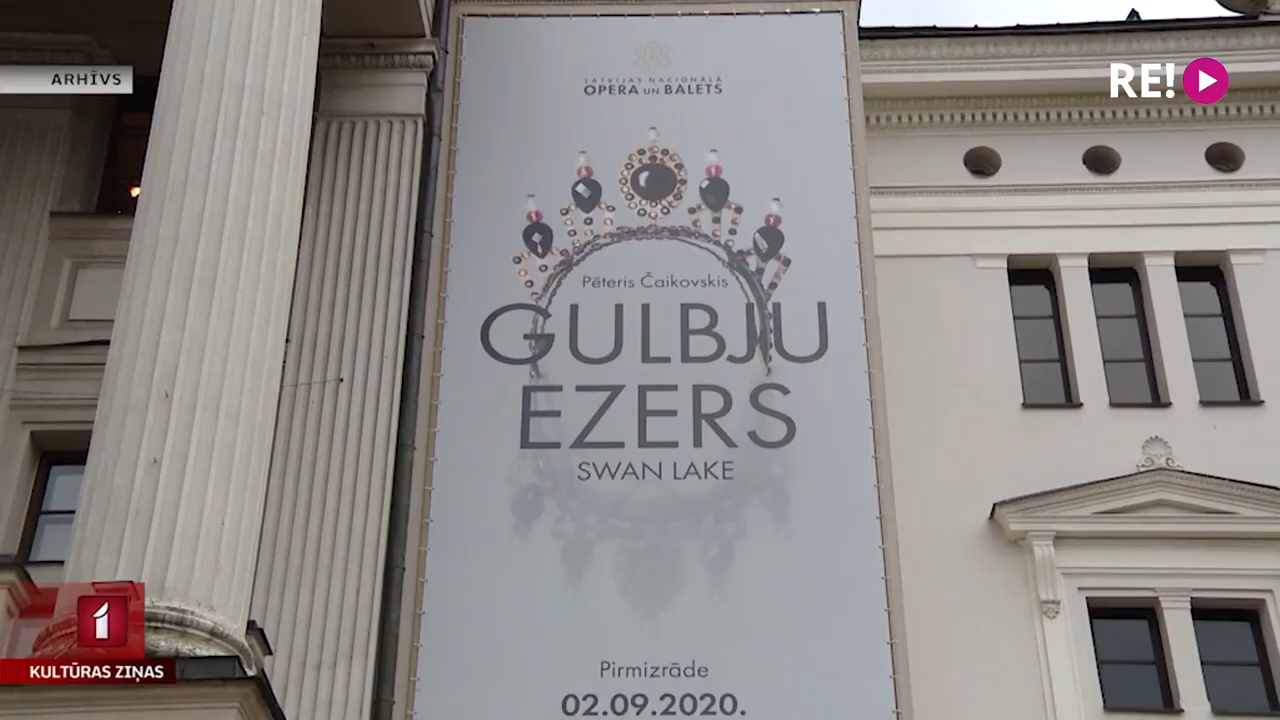 ARHĪVS
RE!
LATVIJAS NACIONĀLĀ
OPERA UN BALETS
Pēteris Čaikovskis
GULBJU
EZERS
SWAN LAKE
Pirmizrāde
02.09.2020.
1
KULTŪRAS ZIŅAS